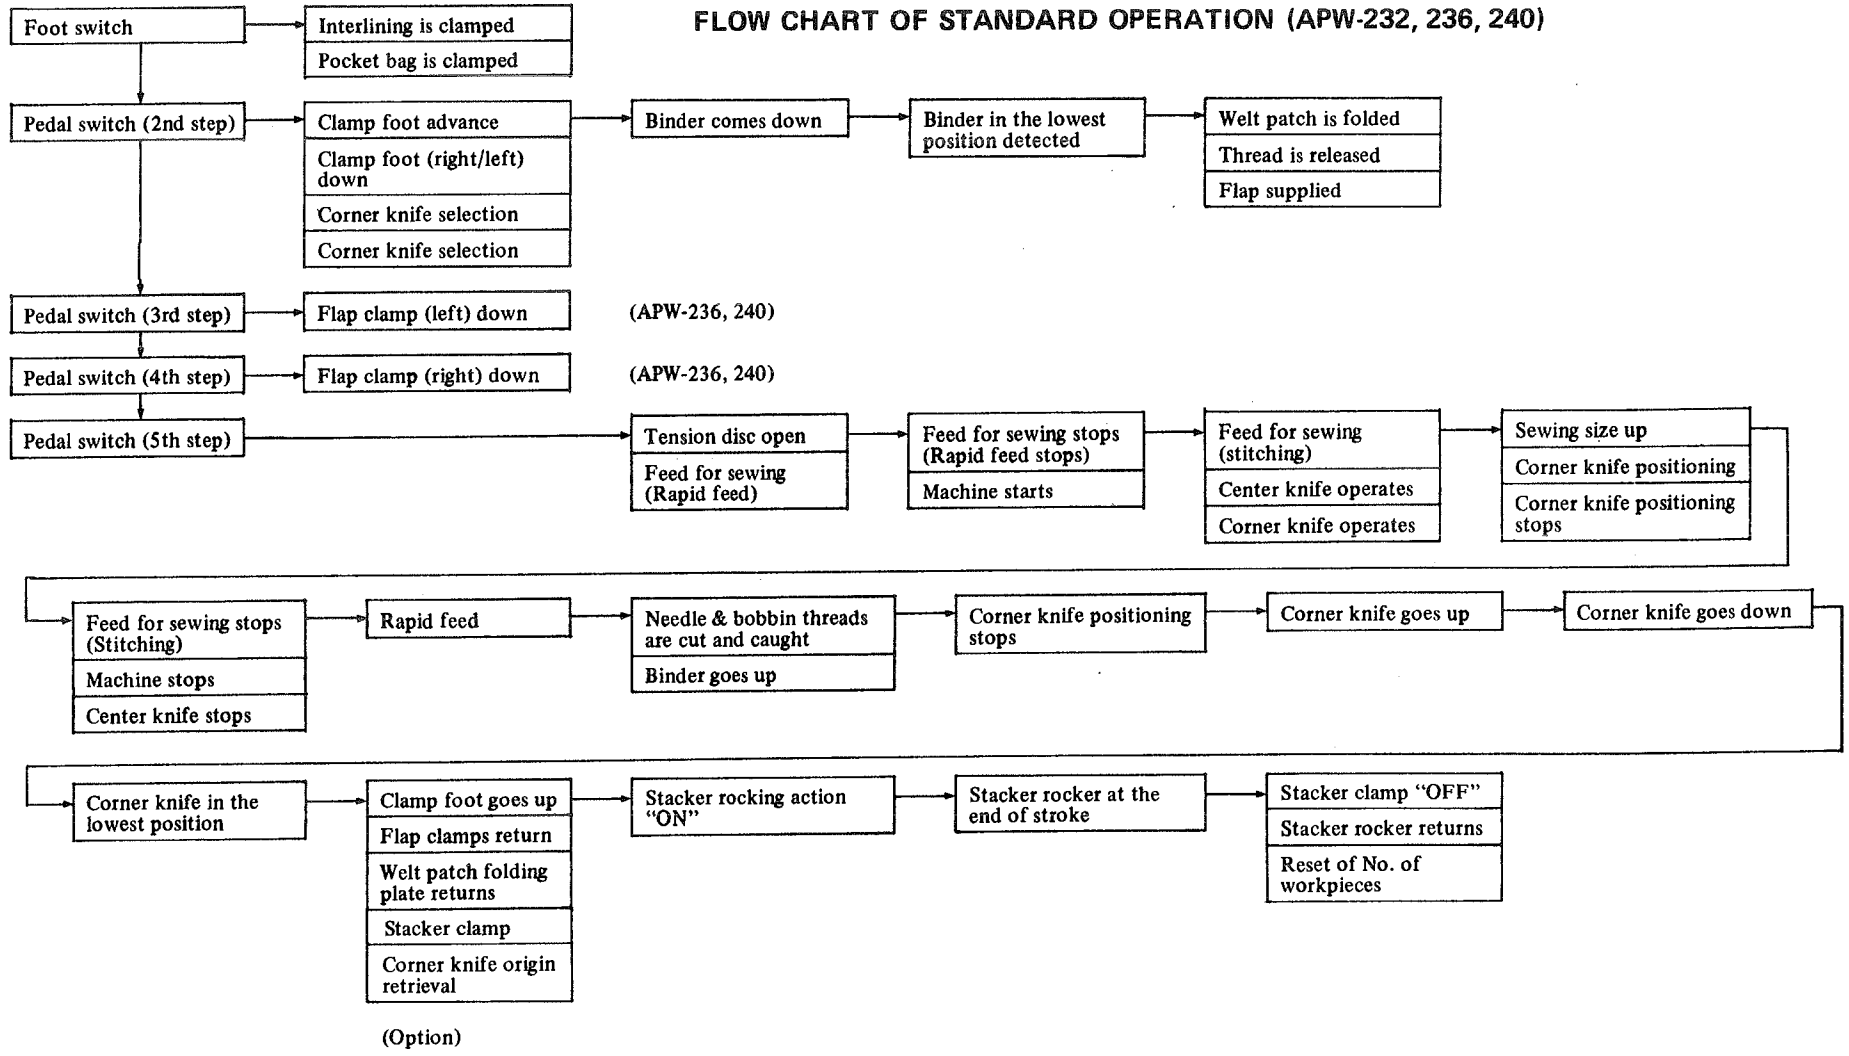 FLOW CHART OF STANDARD OPERATION (APW-232, 236, 240)
Foot switch
Interlining is clamped
Pocket bag is clamped
Pedal switch (2nd step)
Clamp foot advance
Clamp foot (right/left)
down
Corner knife selection
Corner knife selection
Binder comes down
Binder in the lowest
position detected
Welt patch is folded
Thread is released
Flap supplied
Pedal switch (3rd step)
Flap clamp (left) down
(APW-236, 240)
Pedal switch (4th step)
Flap clamp (right) down
(APW-236, 240)
Pedal switch (5th step)
Tension disc open
Feed for sewing
(Rapid feed)
Feed for sewing stops
(Rapid feed stops)
Machine starts
Feed for sewing
(stitching)
Center knife operates
Corner knife operates
Sewing size up
Corner knife positioning
Corner knife positioning
stops
Feed for sewing stops
(Stitching)
Machine stops
Center knife stops
Rapid feed
Needle & bobbin threads
are cut and caught
Binder goes up
Corner knife positioning
stops
Corner knife goes up
Corner knife goes down
Corner knife in the
lowest position
Clamp foot goes up
Flap clamps return
Welt patch folding
plate returns
Stacker clamp
Corner knife origin
retrieval
(Option)
Stacker rocking action
“ON”
Stacker rocker at the
end of stroke
Stacker clamp “OFF”
Stacker rocker returns
Reset of No. of
workpieces